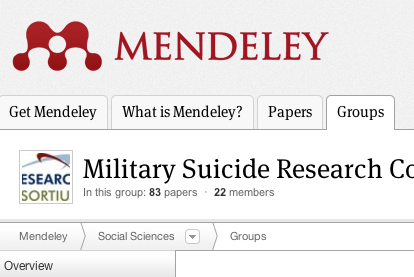 MENDELEY
Get Mendeley What is Mendeley? Papers Groups
ESEARC
SORTIU
Military Suicide Research Co
In this group: 83 papers · 22 members
Mendeley Social Sciences Groups
Overview